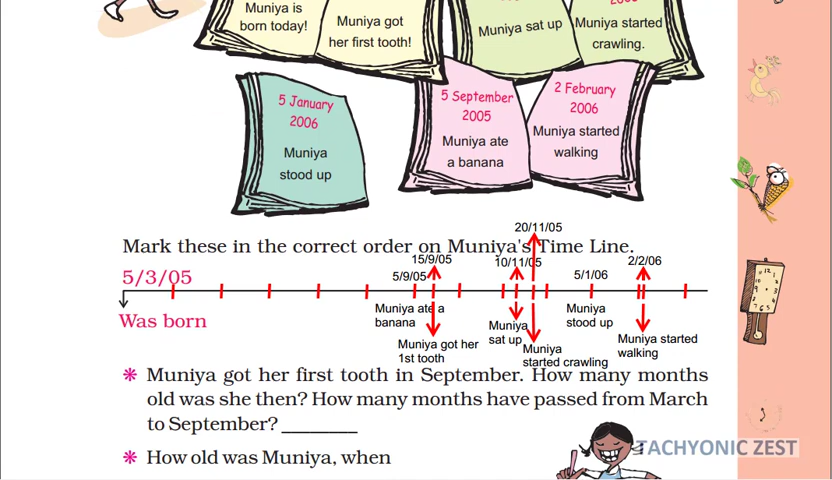 Muniya is
born today!
Muniya got
her first tooth!
Muniya sat up
Muniya started
crawling.
5 January
2006
Muniya
stood up
5 September
2005
Muniya ate
a banana
2 February
2006
Muniya started
walking
Mark these in the correct order on Muniya's Time Line.
20/11/05
15/9/05
10/11/05
5/3/05
5/9/05
5/1/06
2/2/06
Was born
Muniya ate a
banana
Muniya got her
1st tooth
Muniya
sat up
Muniya
started crawling
Muniya
stood up
Muniya started
walking
Muniya got her first tooth in September. How many months
old was she then? How many months have passed from March
to September? ________
How old was Muniya, when
TACHYONIC ZEST